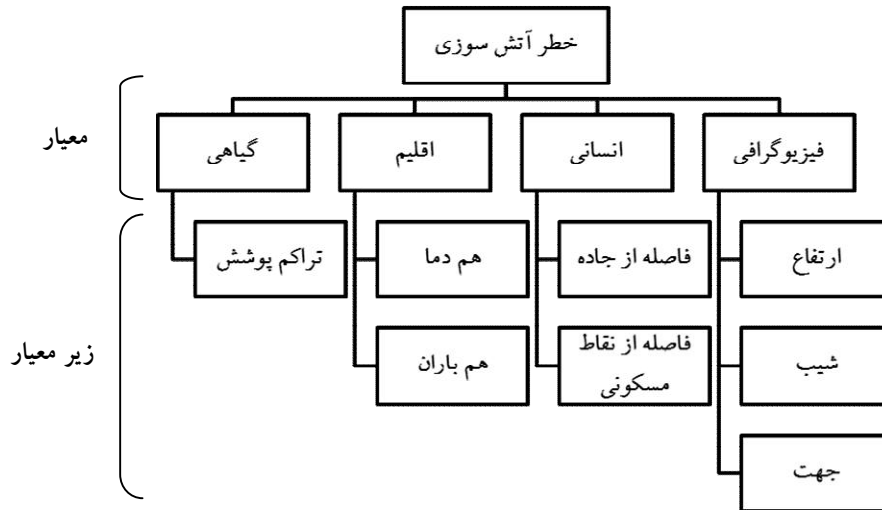 خطر آتش سوزی
معیار
فیزیوگرافی
انسانی
اقلیم
گیاهی
زیر معیار
ارتفاع
فاصله از جاده
هم دما
تراکم پوشش
شیب
فاصله از نقاط
مسکونی
هم باران
جهت